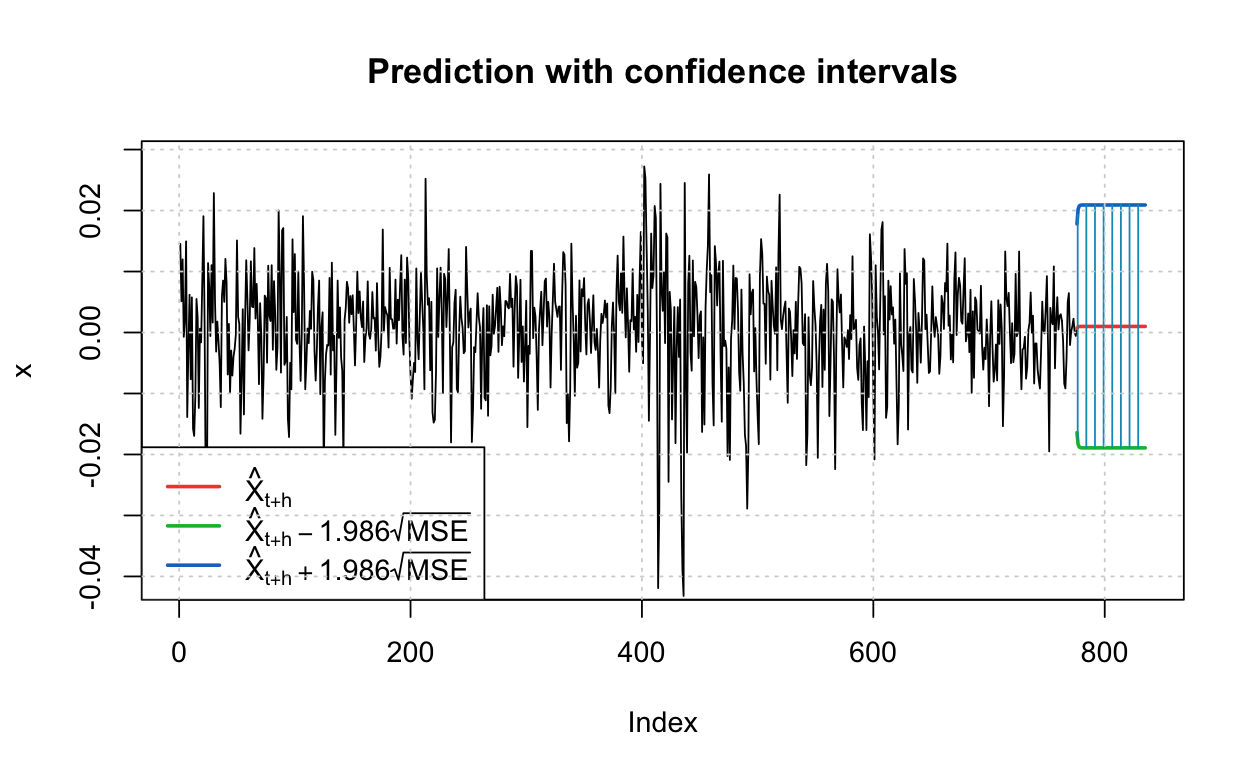 Prediction with confidence intervals
x
0.02
0.00
-0.02
-0.04
X̂t+h
X̂t+h − 1.986√MSE
X̂t+h + 1.986√MSE
0 200 400 600 800
Index